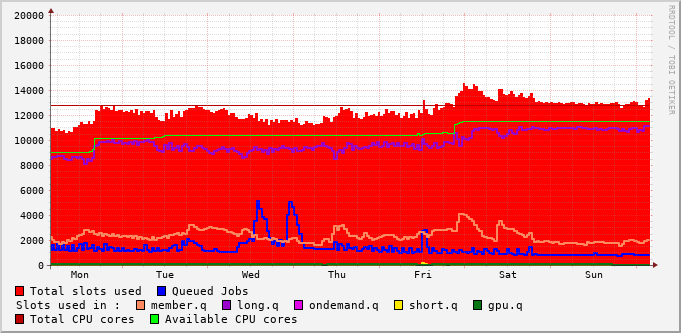 20000
18000
16000
14000
12000
10000
8000
6000
4000
2000
0
Mon Tue Wed Thu Fri Sat Sun
RRDTOOL / TOBI OETIKER
Total slots used Queued Jobs
Slots used in : member.q long.q ondemand.q short.q gpu.q
Total CPU cores Available CPU cores